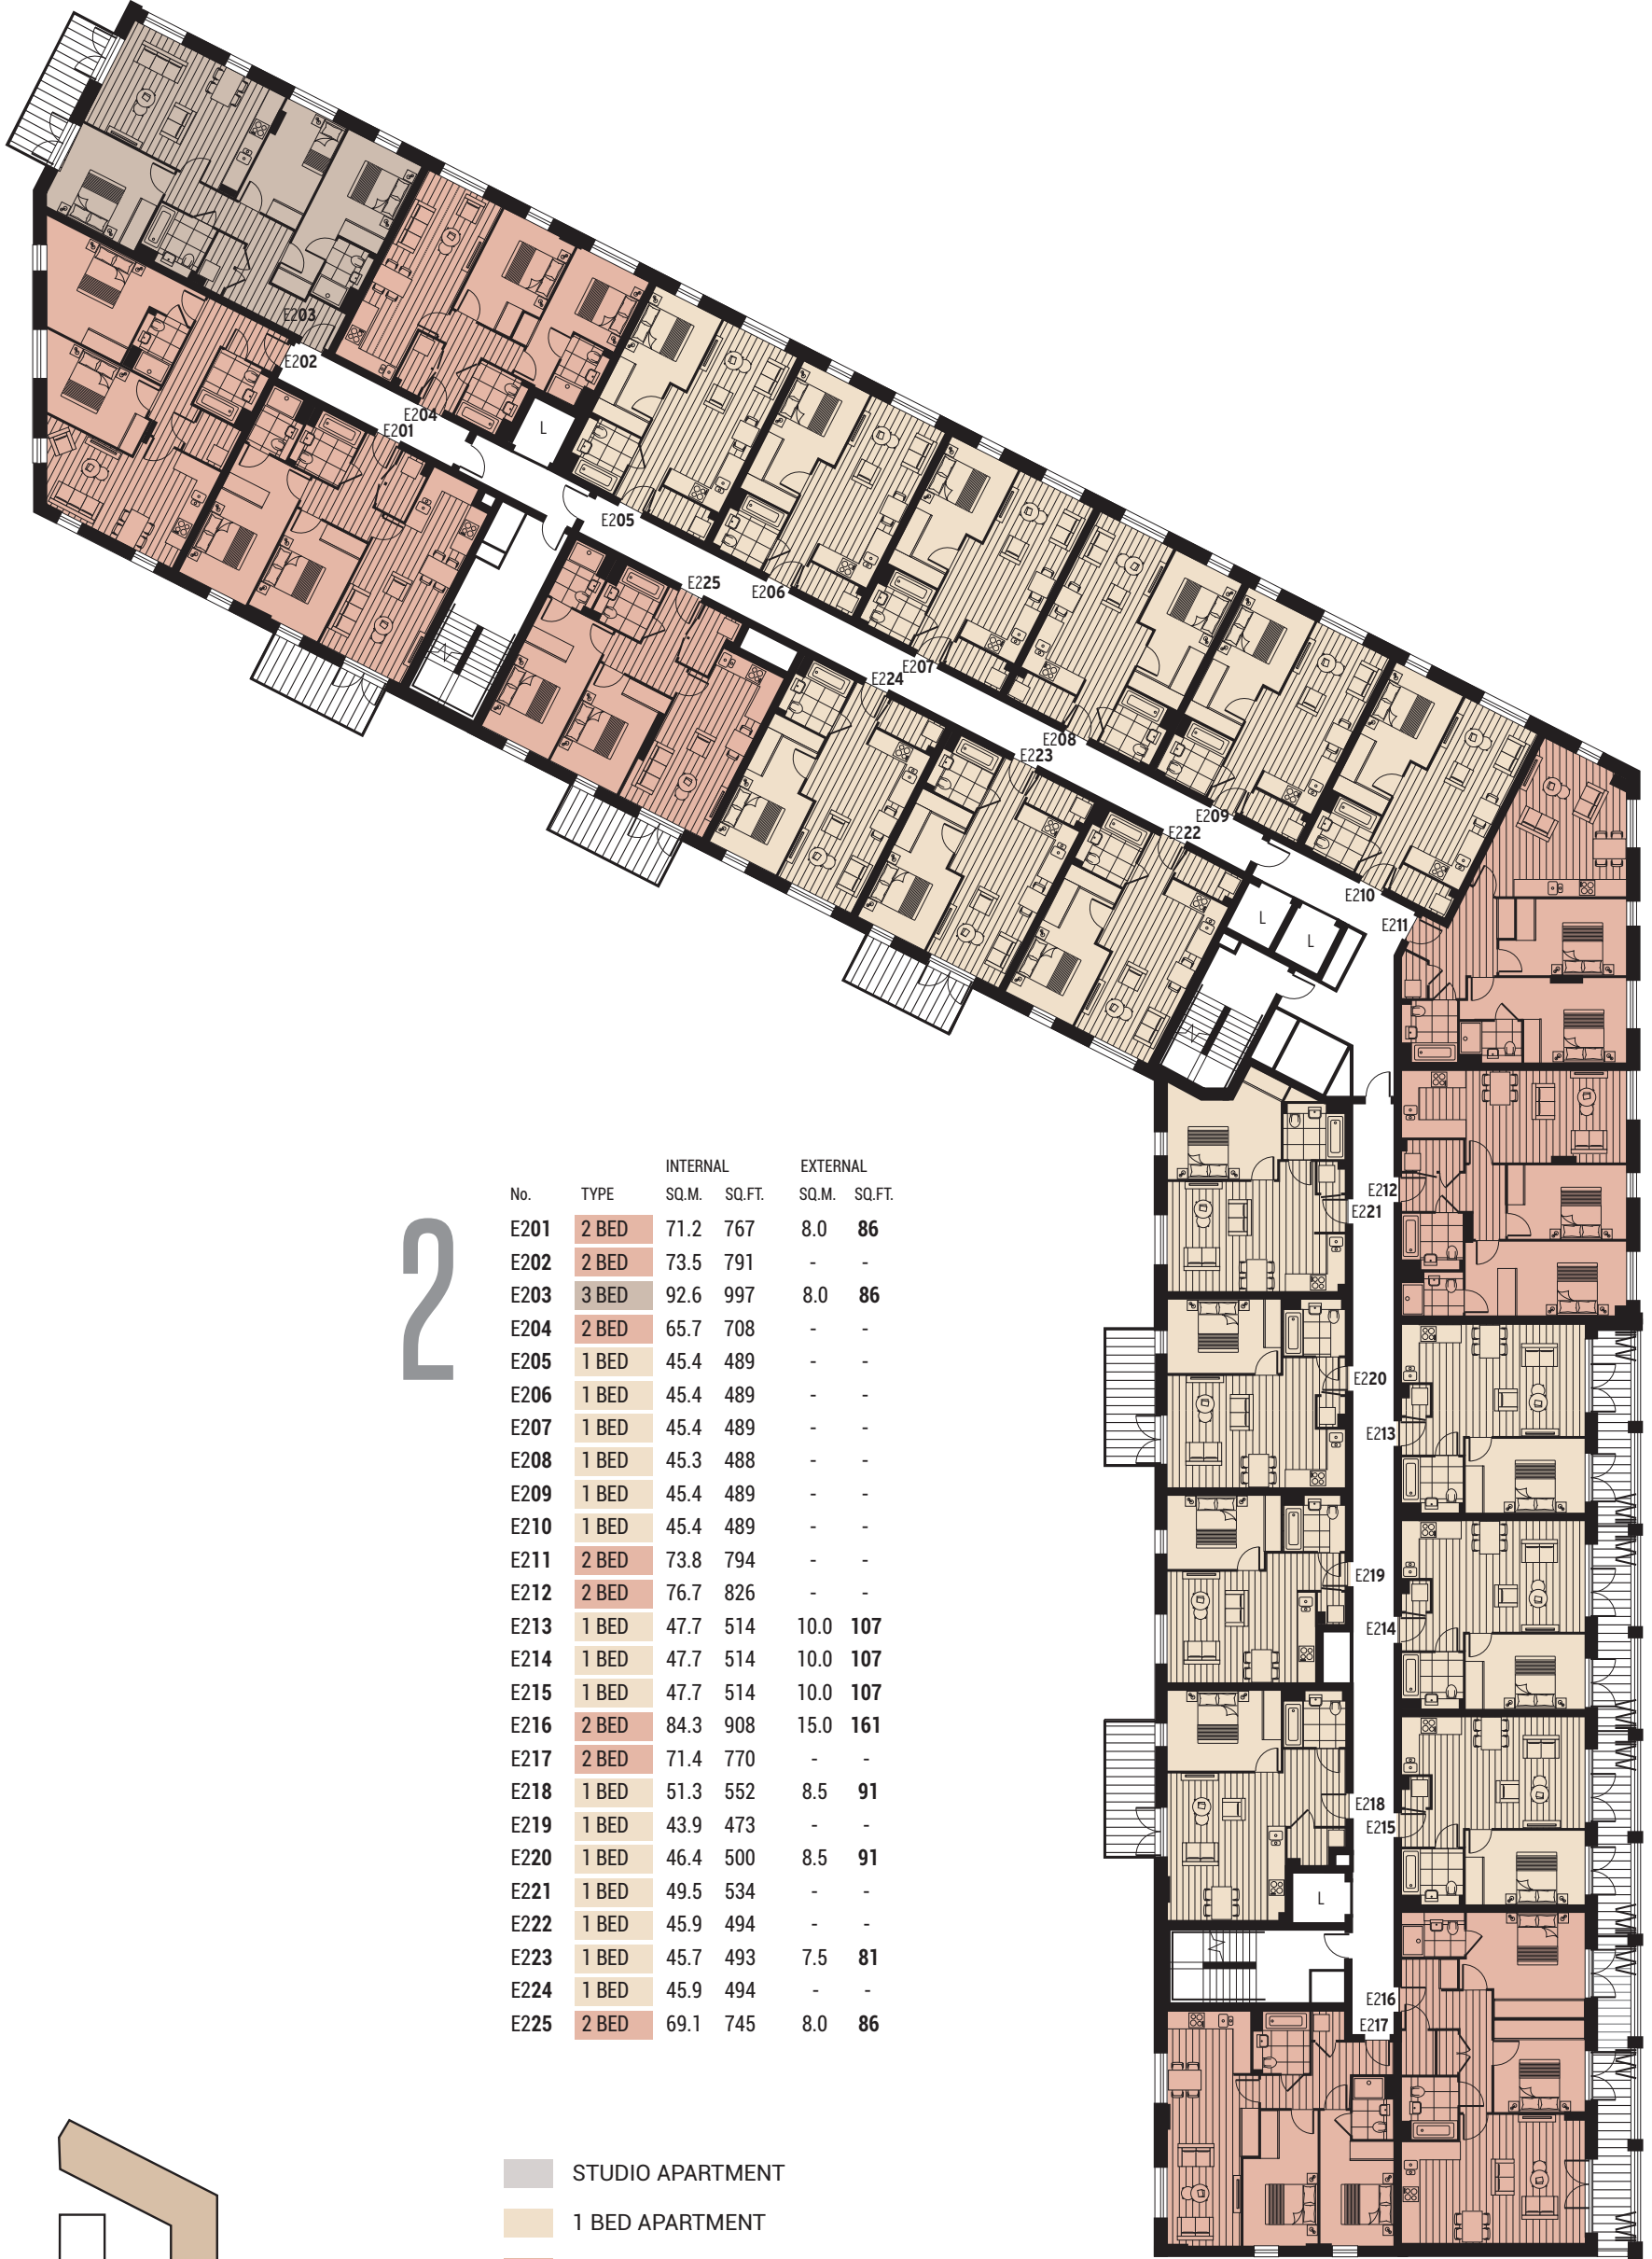 E203
E202
E204
E201
L
E205
E225
E206
E207
E224
E208
E223
E209
E222
E210
L
L
E211
E212
E221
E220
E213
E219
E214
E218
E215
L
E216
E217
2
INTERNAL EXTERNAL
No. TYPE SQ.M. SQ.FT. SQ.M. SQ.FT.
E201 2 BED 71.2 767 8.0 86
E202 2 BED 73.5 791 - -
E203 3 BED 92.6 997 8.0 86
E204 2 BED 65.7 708 - -
E205 1 BED 45.4 489 - -
E206 1 BED 45.4 489 - -
E207 1 BED 45.4 489 - -
E208 1 BED 45.3 488 - -
E209 1 BED 45.4 489 - -
E210 1 BED 45.4 489 - -
E211 2 BED 73.8 794 - -
E212 2 BED 76.7 826 - -
E213 1 BED 47.7 514 10.0 107
E214 1 BED 47.7 514 10.0 107
E215 1 BED 47.7 514 10.0 107
E216 2 BED 84.3 908 15.0 161
E217 2 BED 71.4 770 - -
E218 1 BED 51.3 552 8.5 91
E219 1 BED 43.9 473 - -
E220 1 BED 46.4 500 8.5 91
E221 1 BED 49.5 534 - -
E222 1 BED 45.9 494 - -
E223 1 BED 45.7 493 7.5 81
E224 1 BED 45.9 494 - -
E225 2 BED 69.1 745 8.0 86
STUDIO APARTMENT
1 BED APARTMENT